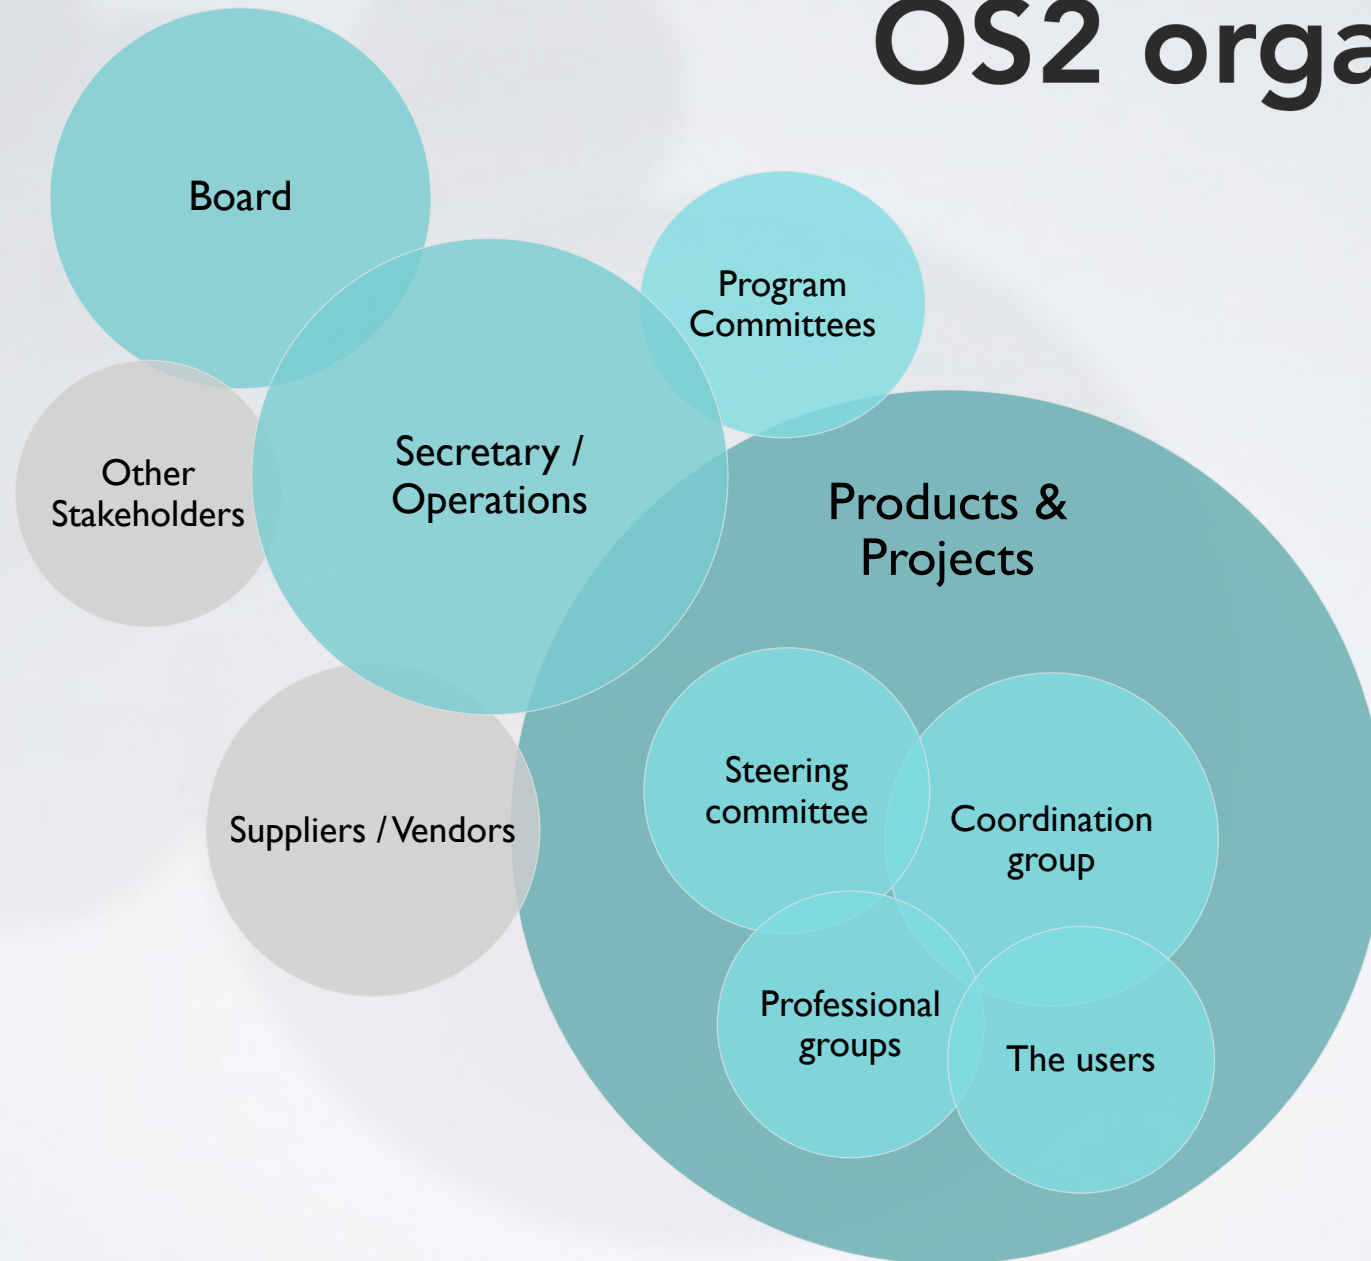 OS2 orga
Board
Program
Committees
Secretary /
Operations
Other
Stakeholders
Products &
Projects
Steering
committee
Coordination
group
Suppliers / Vendors
Professional
groups
The users